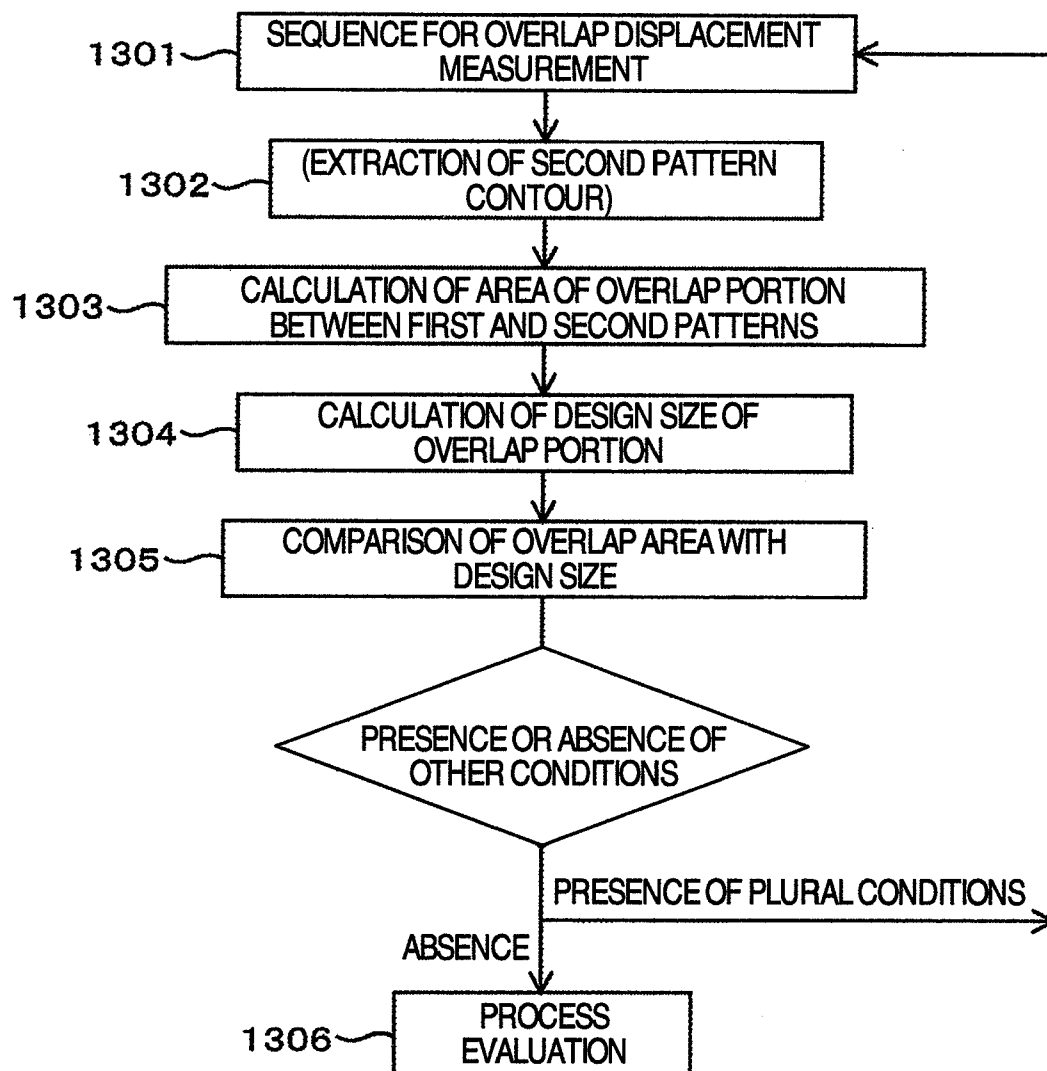 1301
SEQUENCE FOR OVERLAP DISPLACEMENT
MEASUREMENT
1302
(EXTRACTION OF SECOND PATTERN
CONTOUR)
1303
CALCULATION OF AREA OF OVERLAP PORTION
BETWEEN FIRST AND SECOND PATTERNS
1304
CALCULATION OF DESIGN SIZE OF
OVERLAP PORTION
1305
COMPARISON OF OVERLAP AREA WITH
DESIGN SIZE
PRESENCE OR ABSENCE OF
OTHER CONDITIONS
PRESENCE OF PLURAL CONDITIONS
ABSENCE
1306
PROCESS
EVALUATION